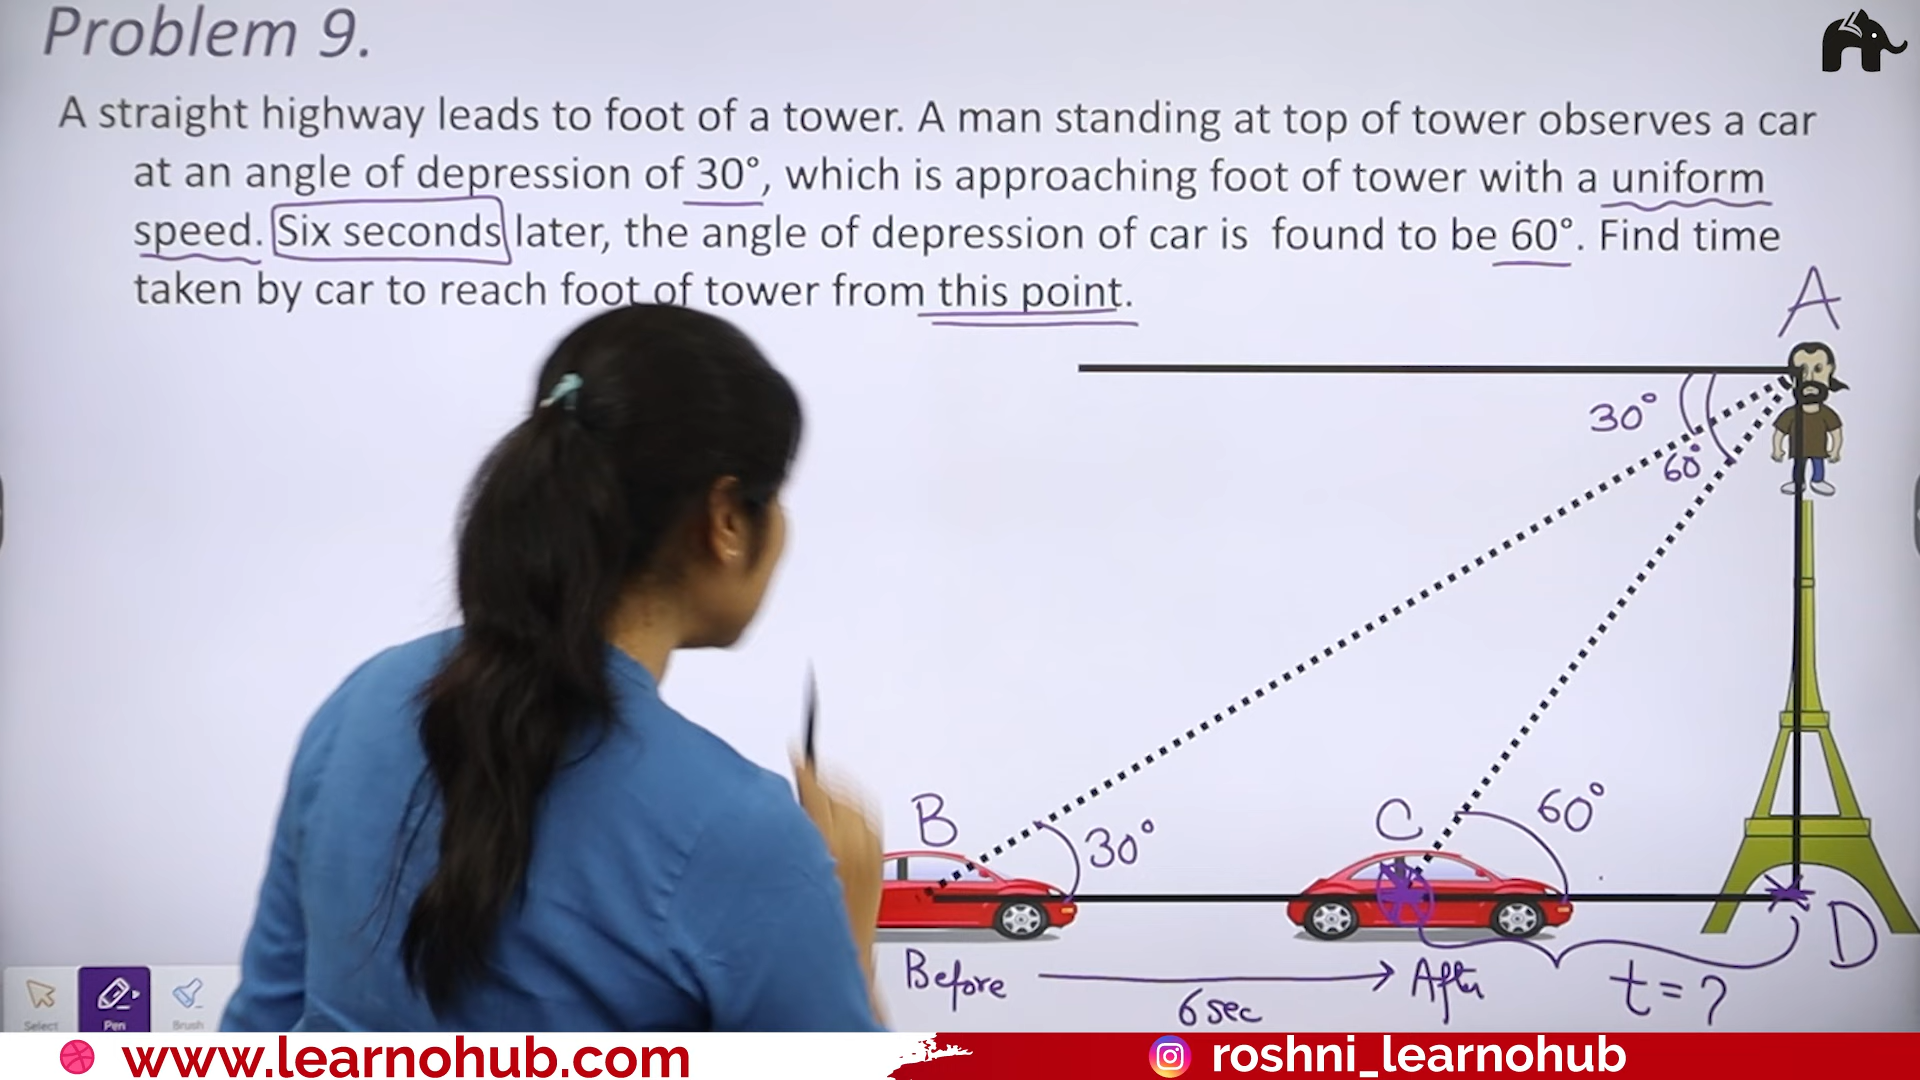 Problem 9.
A straight highway leads to foot of a tower. A man standing at top of tower observes a car
at an angle of depression of 30°, which is approaching foot of tower with a uniform
speed. Six seconds later, the angle of depression of car is found to be 60°. Find time
taken by car to reach foot of tower from this point.
A
30°
60°
B
30°
C
60°
D
Before
6 sec
After
t = ?
Select
Pen
Brush
www.learnohub.com
roshni_learnohub